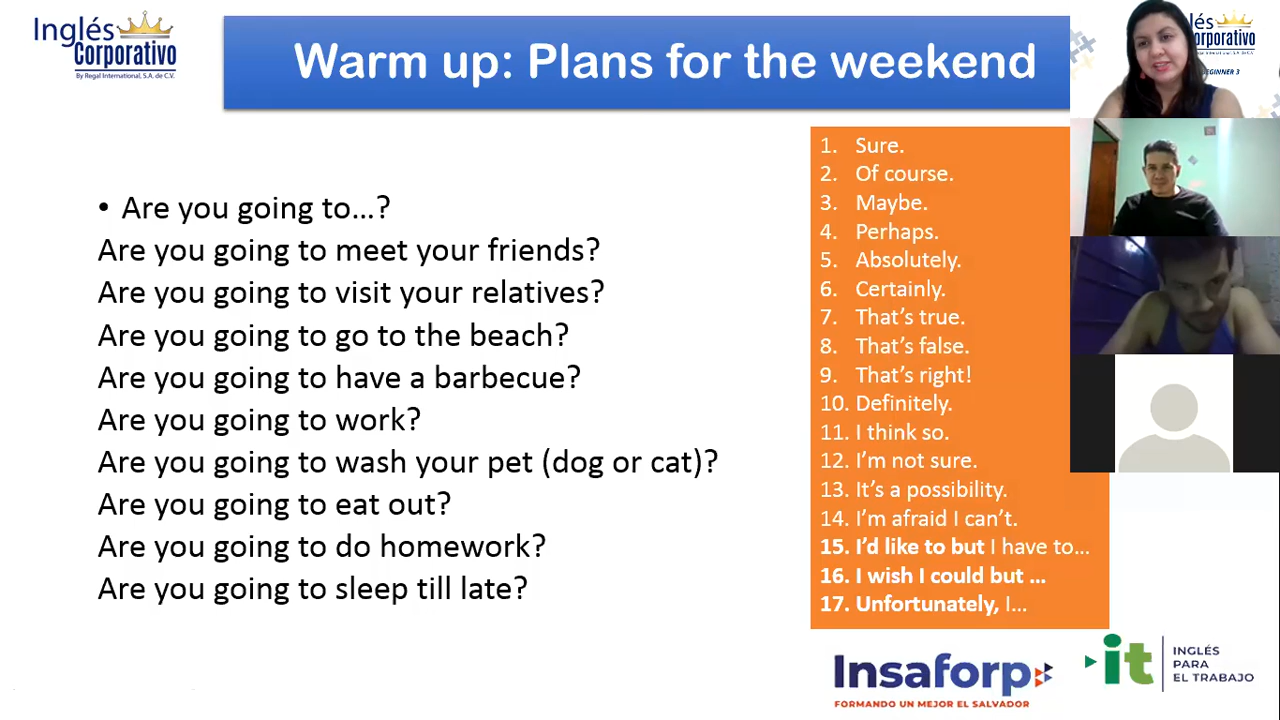 Inglés
Corporativo
By Regal International, S.A. de C.V.
Warm up: Plans for the weekend
és
orporativo
EGINNER 3
• Are you going to…?
Are you going to meet your friends?
Are you going to visit your relatives?
Are you going to go to the beach?
Are you going to have a barbecue?
Are you going to work?
Are you going to wash your pet (dog or cat)?
Are you going to eat out?
Are you going to do homework?
Are you going to sleep till late?
1. Sure.
2. Of course.
3. Maybe.
4. Perhaps.
5. Absolutely.
6. Certainly.
7. That's true.
8. That's false.
9. That's right!
10. Definitely.
11. I think so.
12. I'm not sure.
13. It's a possibility.
14. I'm afraid I can't.
15. I'd like to but I have to…
16. I wish I could but …
17. Unfortunately, I…
Insaforp
FORMANDO UN MEJOR EL SALVADOR
it
INGLÉS
PARA
EL TRABAJO